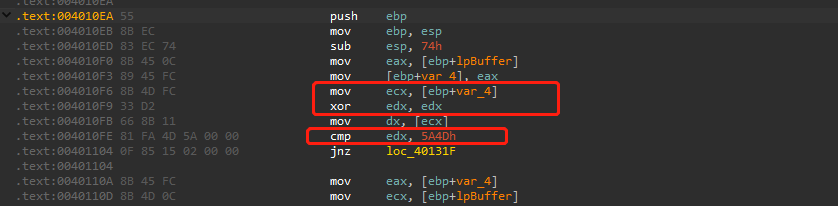 .text:004010EA
.text:004010EA 55 push ebp
.text:004010EB 8B EC mov ebp, esp
.text:004010ED 83 EC 74 sub esp, 74h
.text:004010F0 8B 45 0C mov eax, [ebp+lpBuffer]
.text:004010F3 89 45 FC mov [ebp+var_4], eax
.text:004010F6 8B 4D FC mov ecx, [ebp+var_4]
.text:004010F9 33 D2 xor edx, edx
.text:004010FB 66 8B 11 mov dx, [ecx]
.text:004010FE 81 FA 4D 5A 00 00 cmp edx, 5A4Dh
.text:00401104 0F 85 15 02 00 00 jnz loc_40131F
.text:00401104
.text:0040110A 8B 45 FC mov eax, [ebp+var_4]
.text:0040110D 8B 4D 0C mov ecx, [ebp+lpBuffer]